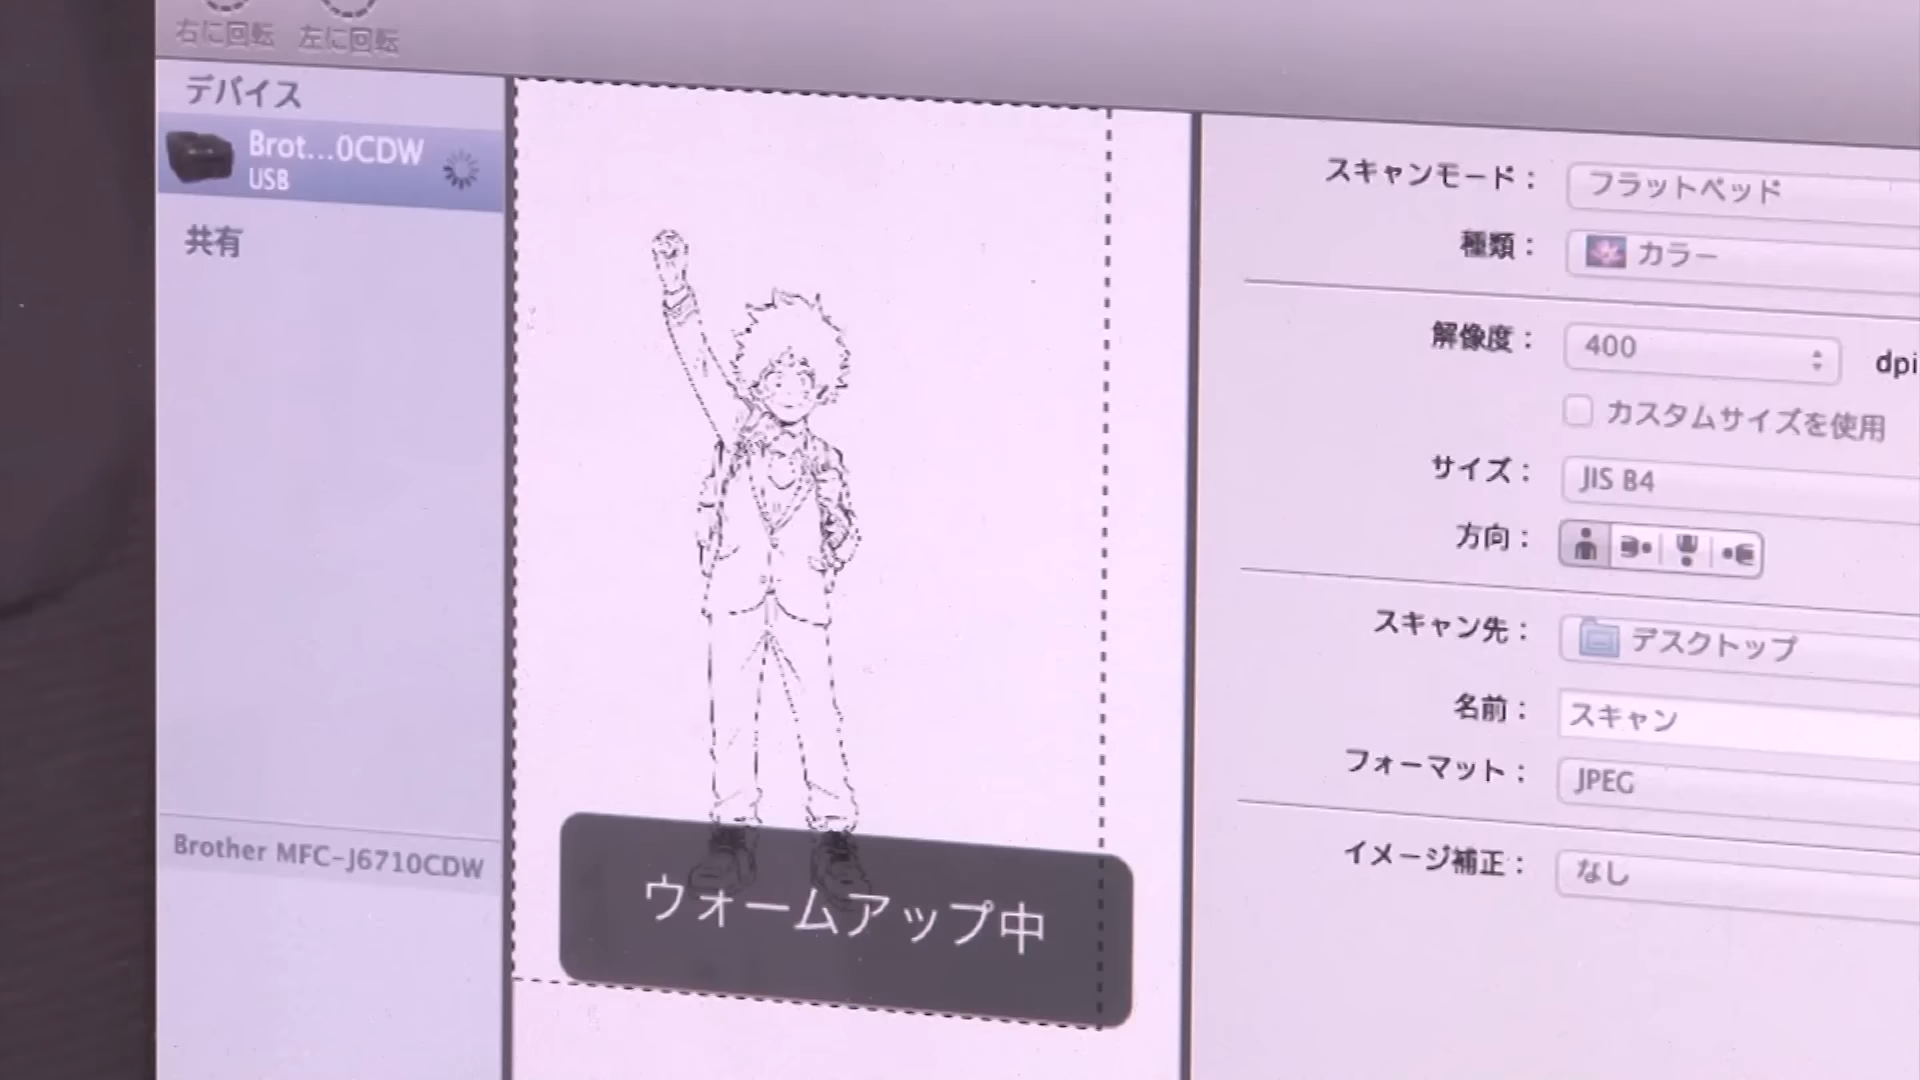 右に回転 左に回転
デバイス
Brot...0CDW
USB
共有
Brother MFC-J6710CDW
ウォームアップ中
スキャンモード：
フラットベッド
種類：
カラー
解像度：
400
dpi
カスタムサイズを使用
サイズ：
JIS B4
方向：
スキャン先：
デスクトップ
名前：
スキャン
フォーマット：
JPEG
イメージ補正：
なし